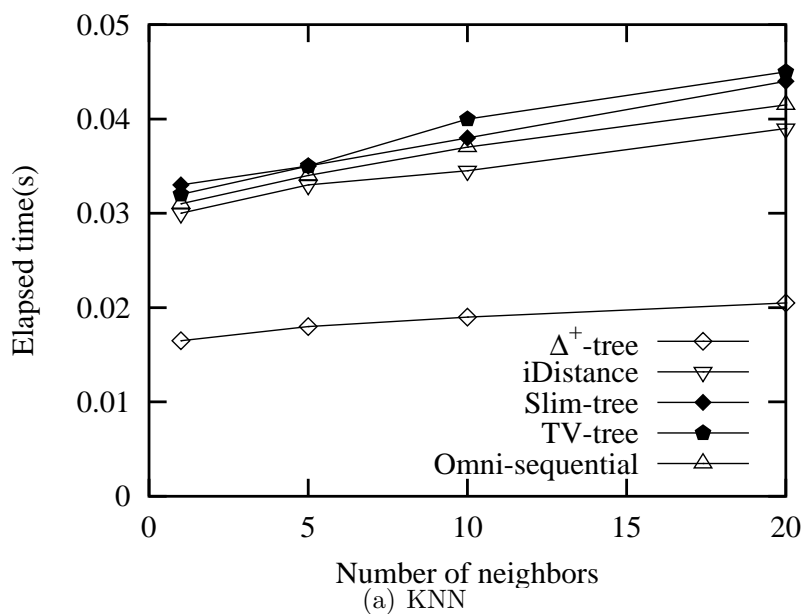 0.05
0.04
0.03
0.02
0.01
0
Elapsed time(s)
Δ+-tree
iDistance
Slim-tree
TV-tree
Omni-sequential
0 5 10 15 20
Number of neighbors
(a) KNN